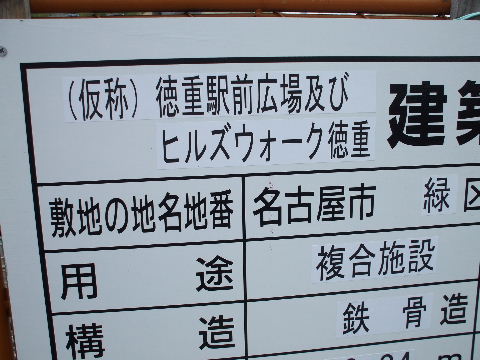 （仮称）徳重駅前広場及び
ヒルズウォーク徳重 建築
敷地の地名地番 名古屋市 緑区
用途 複合施設
構造 鉄骨造